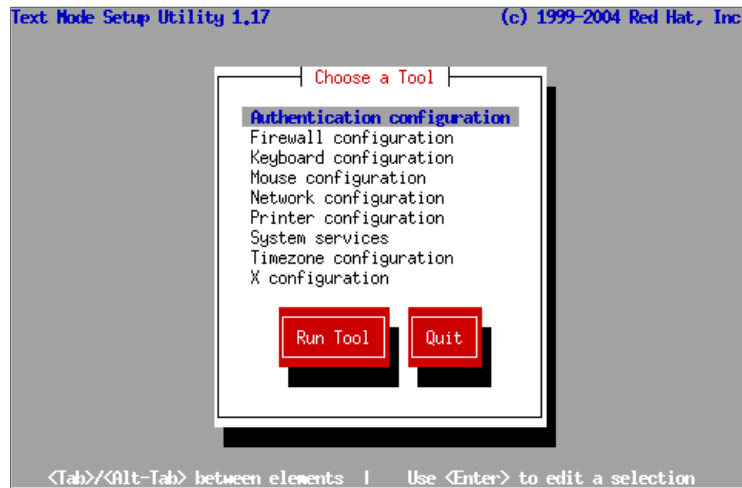 Text Mode Setup Utility 1.17 (c) 1999-2004 Red Hat, Inc
Choose a Tool
Authentication configuration
Firewall configuration
Keyboard configuration
Mouse configuration
Network configuration
Printer configuration
System services
Timezone configuration
X configuration
Run Tool Quit
<Tab>/<Alt-Tab> between elements | Use <Enter> to edit a selection